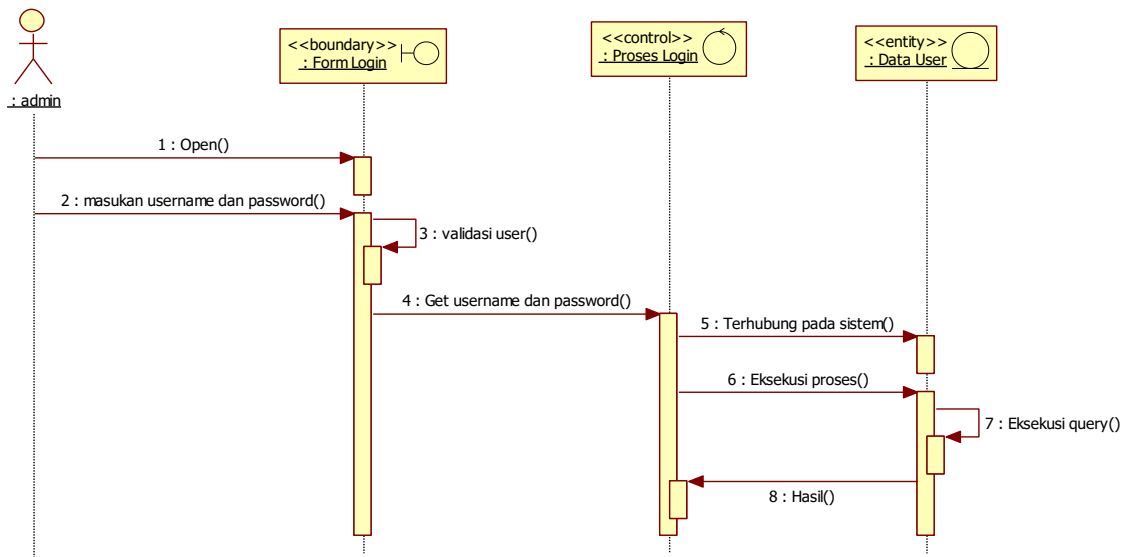 <<boundary>>
: Form Login
<<control>>
: Proses Login
<<entity>>
: Data User
: admin
1 : Open()
2 : masukan username dan password()
3 : validasi user()
4 : Get username dan password()
5 : Terhubung pada sistem()
6 : Eksekusi proses()
7 : Eksekusi query()
8 : Hasil()